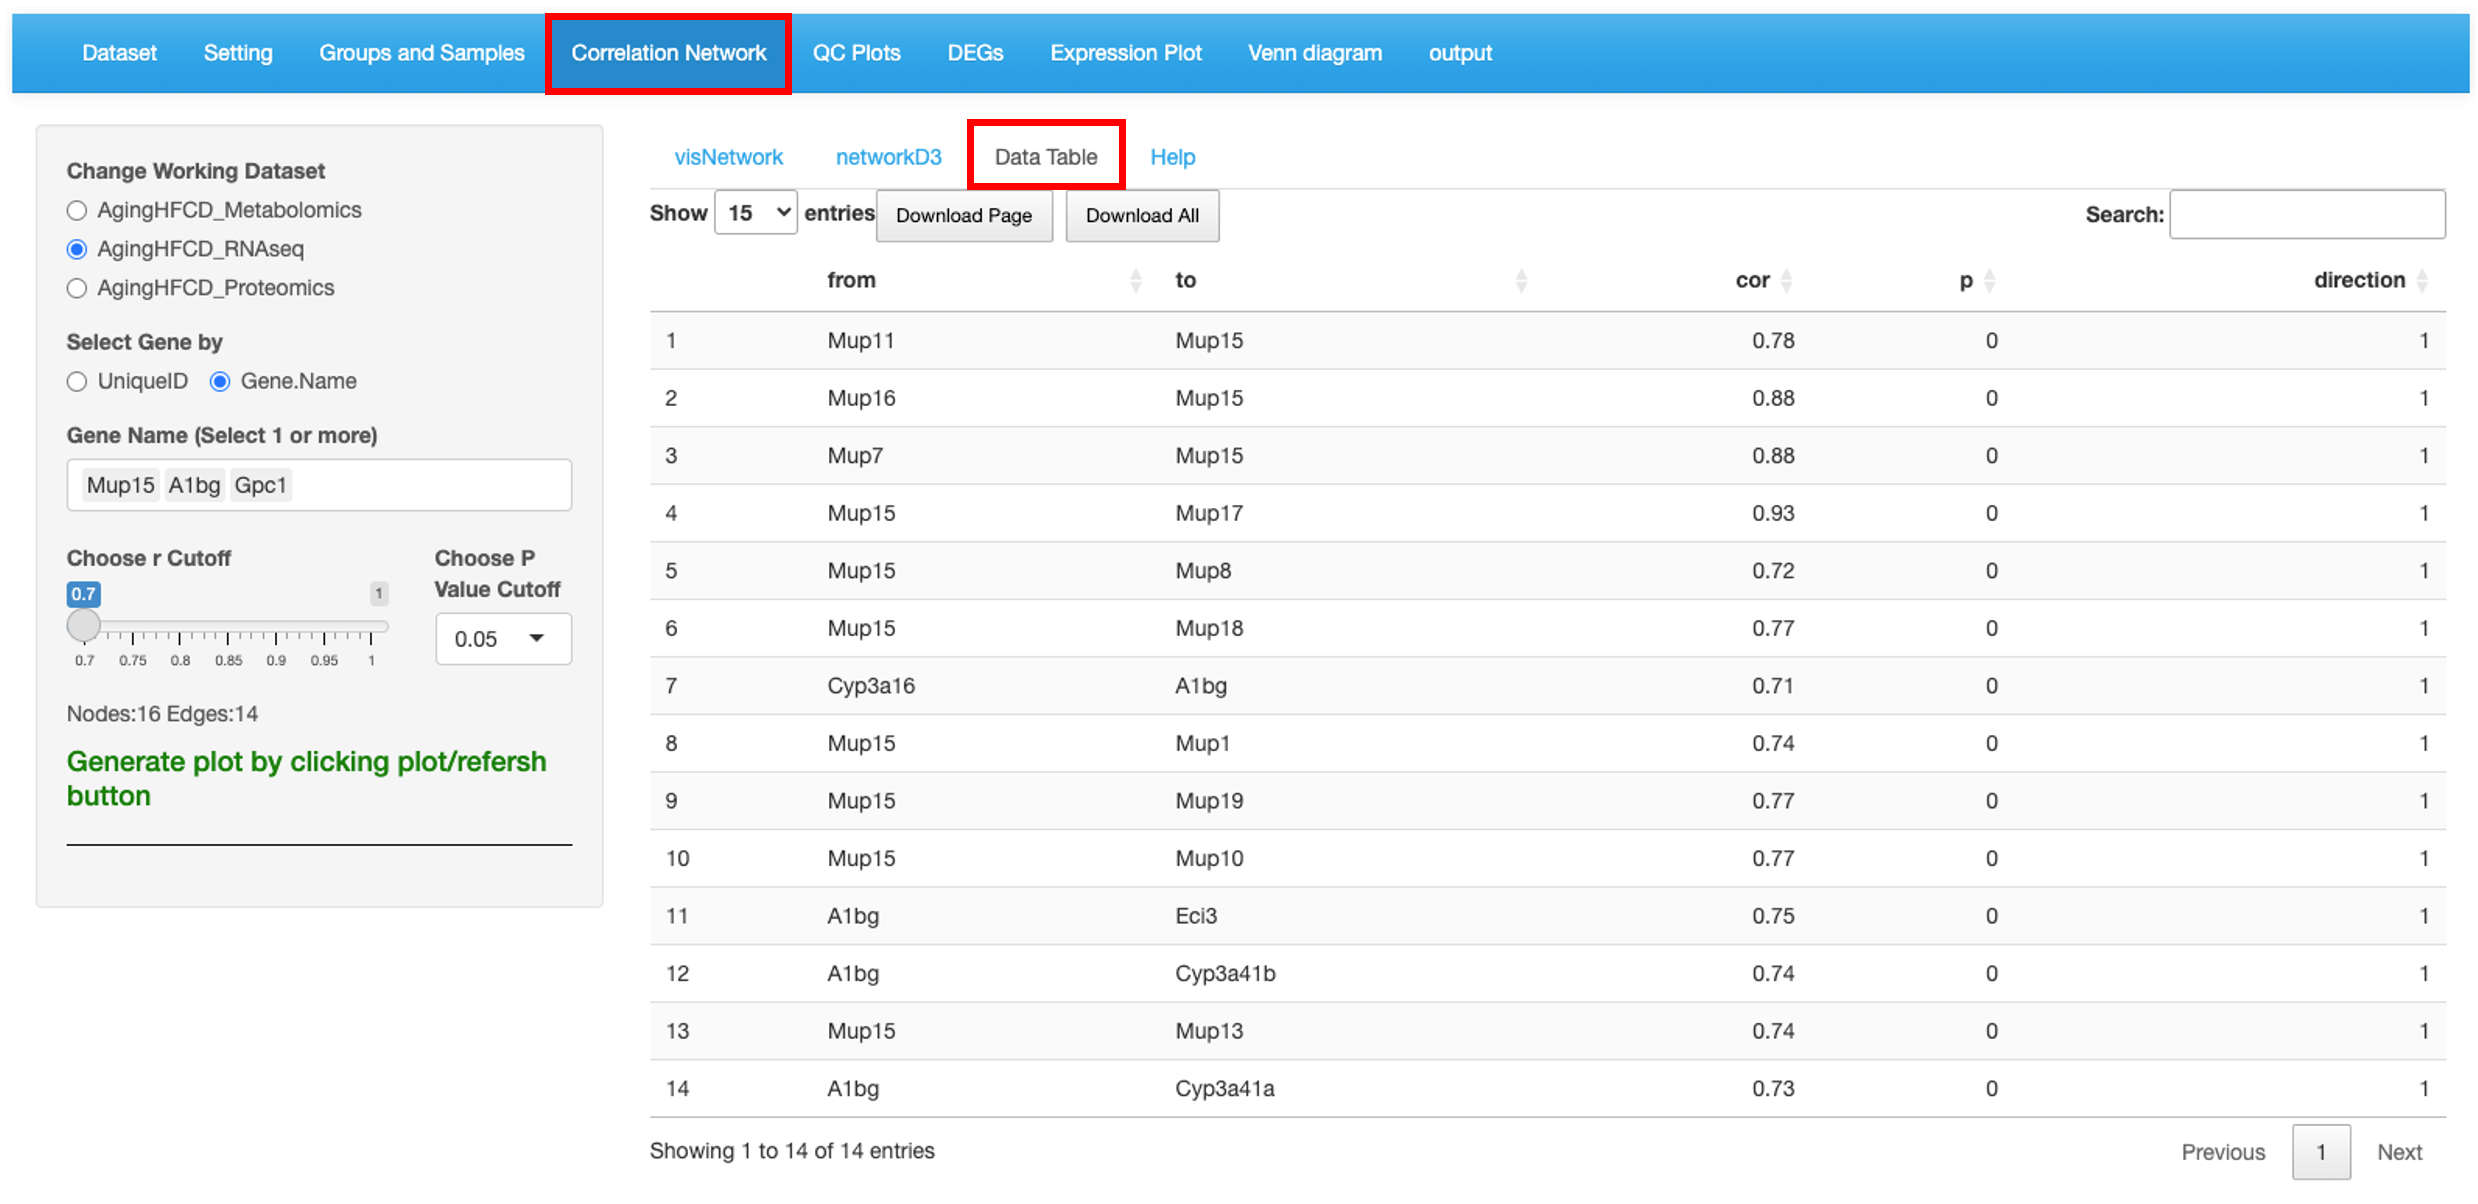 Dataset Setting Groups and Samples Correlation Network QC Plots DEGs Expression Plot Venn diagram output
Change Working Dataset
AgingHFCD_Metabolomics
AgingHFCD_RNAseq
AgingHFCD_Proteomics
Select Gene by
UniqueID Gene.Name
Gene Name (Select 1 or more)
Mup15 A1bg Gpc1
Choose r Cutoff
0.7 1
0.7 0.75 0.8 0.85 0.9 0.95 1
Choose P
Value Cutoff
0.05
Nodes:16 Edges:14
Generate plot by clicking plot/refersh
button
visNetwork networkD3 Data Table Help
Show 15 entries Download Page Download All Search:
from to cor p direction
1 Mup11 Mup15 0.78 0 1
2 Mup16 Mup15 0.88 0 1
3 Mup7 Mup15 0.88 0 1
4 Mup15 Mup17 0.93 0 1
5 Mup15 Mup8 0.72 0 1
6 Mup15 Mup18 0.77 0 1
7 Cyp3a16 A1bg 0.71 0 1
8 Mup15 Mup1 0.74 0 1
9 Mup15 Mup19 0.77 0 1
10 Mup15 Mup10 0.77 0 1
11 A1bg Eci3 0.75 0 1
12 A1bg Cyp3a41b 0.74 0 1
13 Mup15 Mup13 0.74 0 1
14 A1bg Cyp3a41a 0.73 0 1
Showing 1 to 14 of 14 entries Previous 1 Next